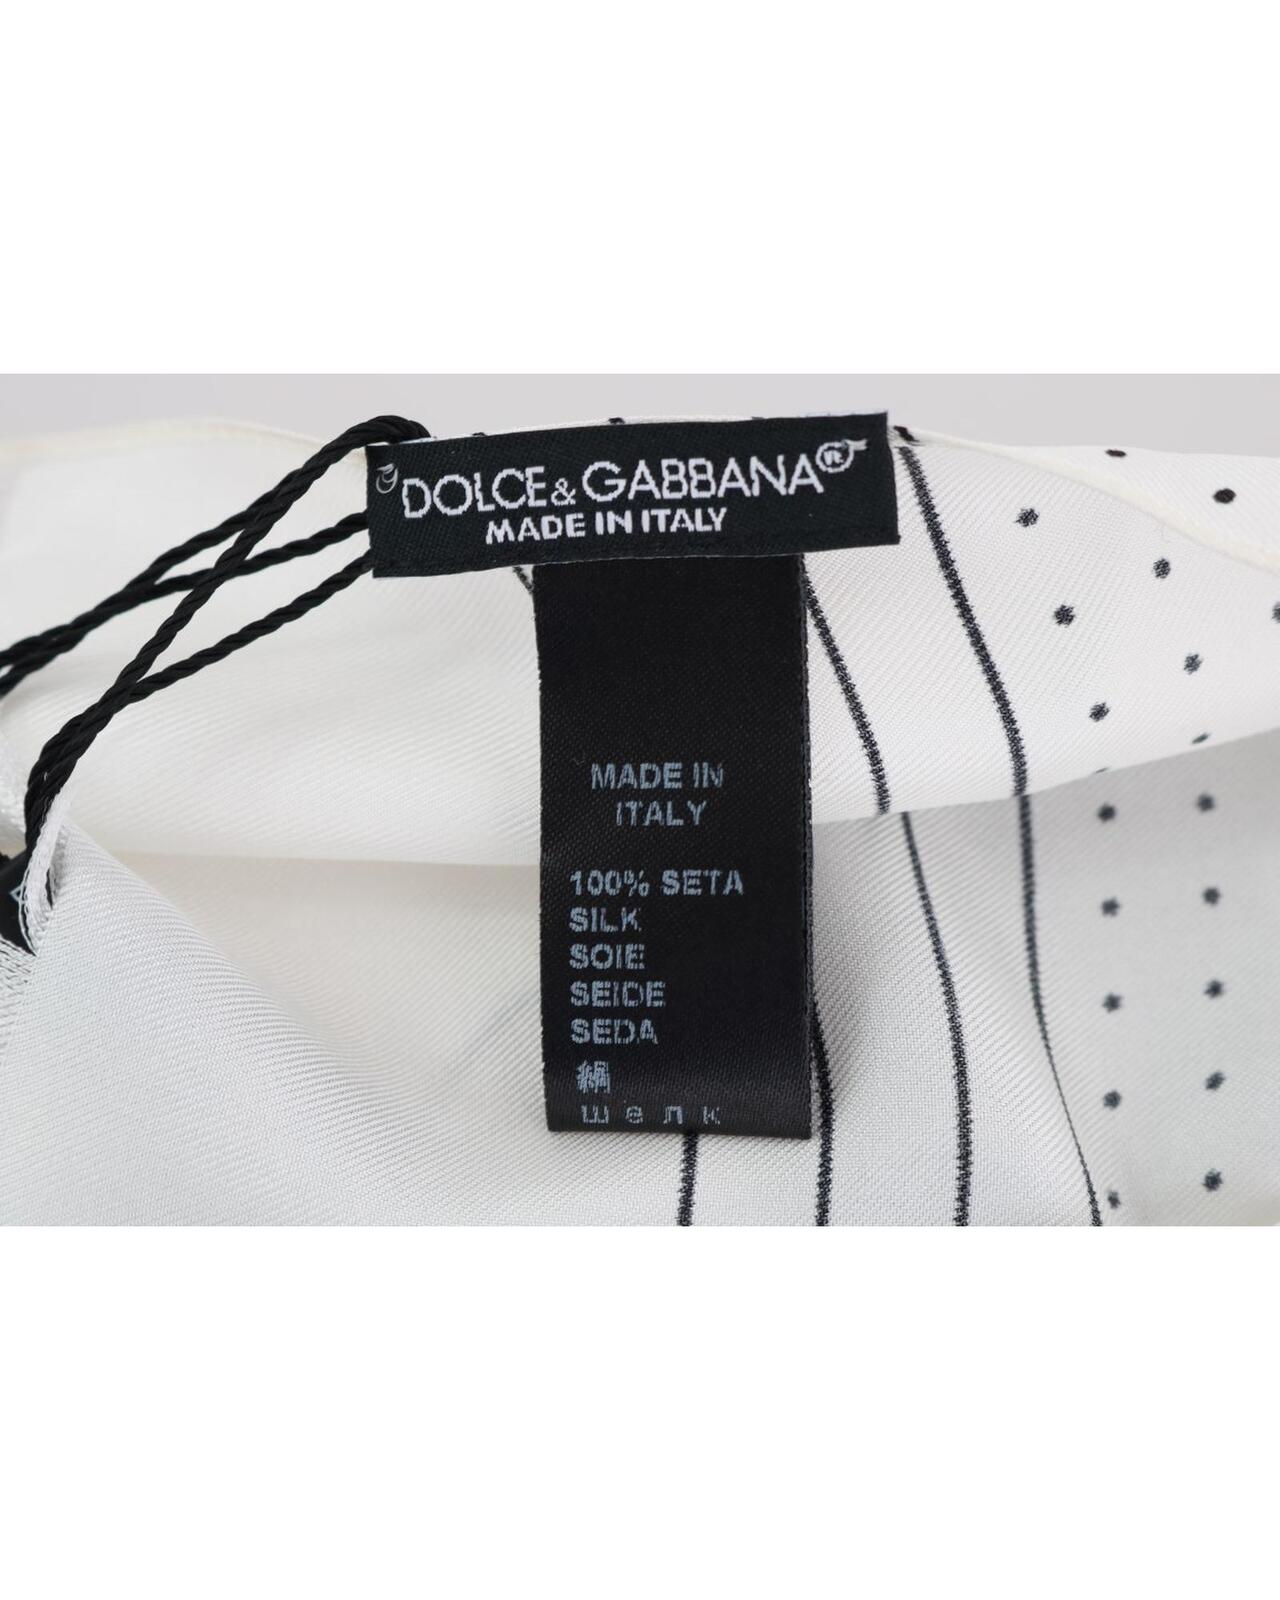 DOLCE & GABBANA
MADE IN ITALY
MADE IN
ITALY
100% SETA
SILK
SOIE
SEIDE
SEDA
絹
шелк